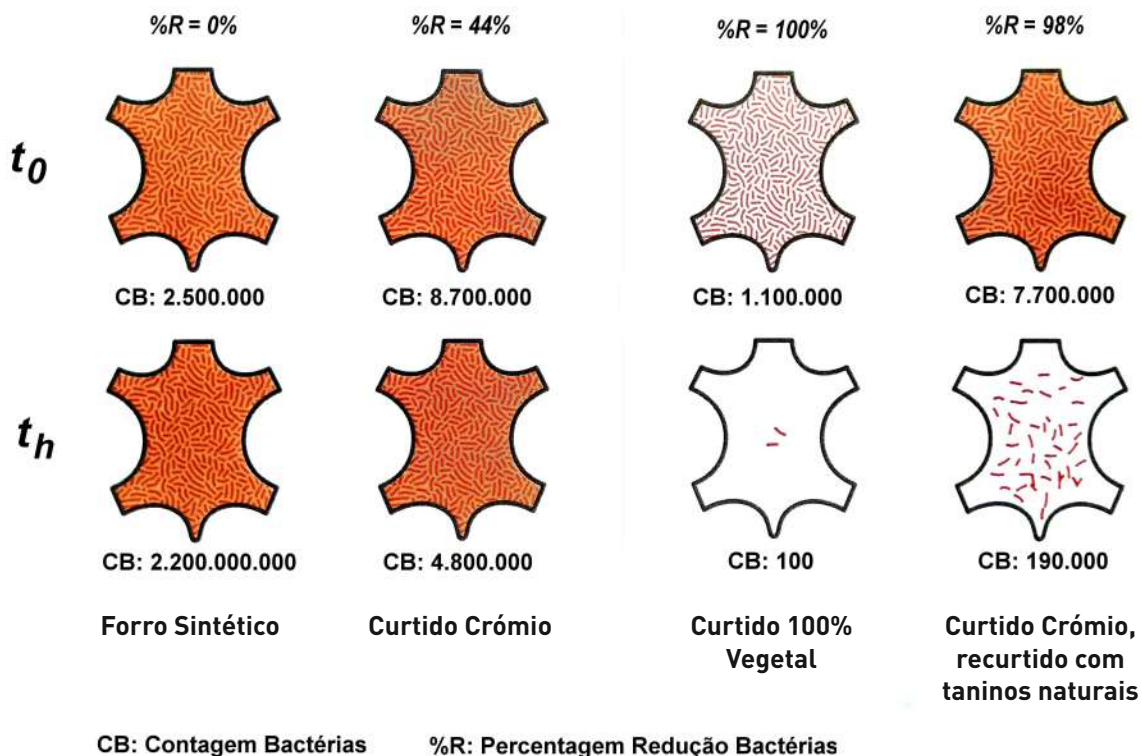 %R = 0%
%R = 44%
%R = 100%
%R = 98%
t0
CB: 2.500.000
CB: 8.700.000
CB: 1.100.000
CB: 7.700.000
th
CB: 2.200.000.000
CB: 4.800.000
CB: 100
CB: 190.000
Forro Sintético
Curtido Crómio
Curtido 100%
Vegetal
Curtido Crómio,
recurtido com
taninos naturais
CB: Contagem Bactérias
%R: Percentagem Redução Bactérias